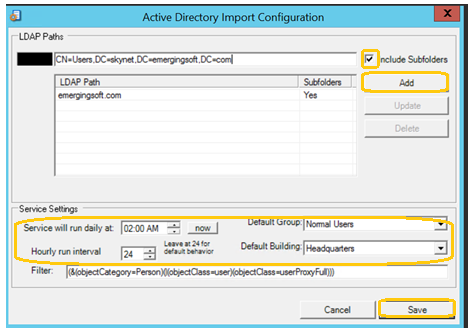 Active Directory Import Configuration
X
LDAP Paths
CN=Users,DC=skynet,DC=emergingsoft,DC=com
Include Subfolders
LDAP Path Subfolders
emergingsoft.com Yes
Add
Update
Delete
Service Settings
Service will run daily at: 02:00 AM now Default Group: Normal Users
Hourly run interval 24 Leave at 24 for default behavior Default Building: Headquarters
Filter: (&(objectCategory=Person)(|(objectClass=user)(objectClass=userProxyFull)))
Cancel Save